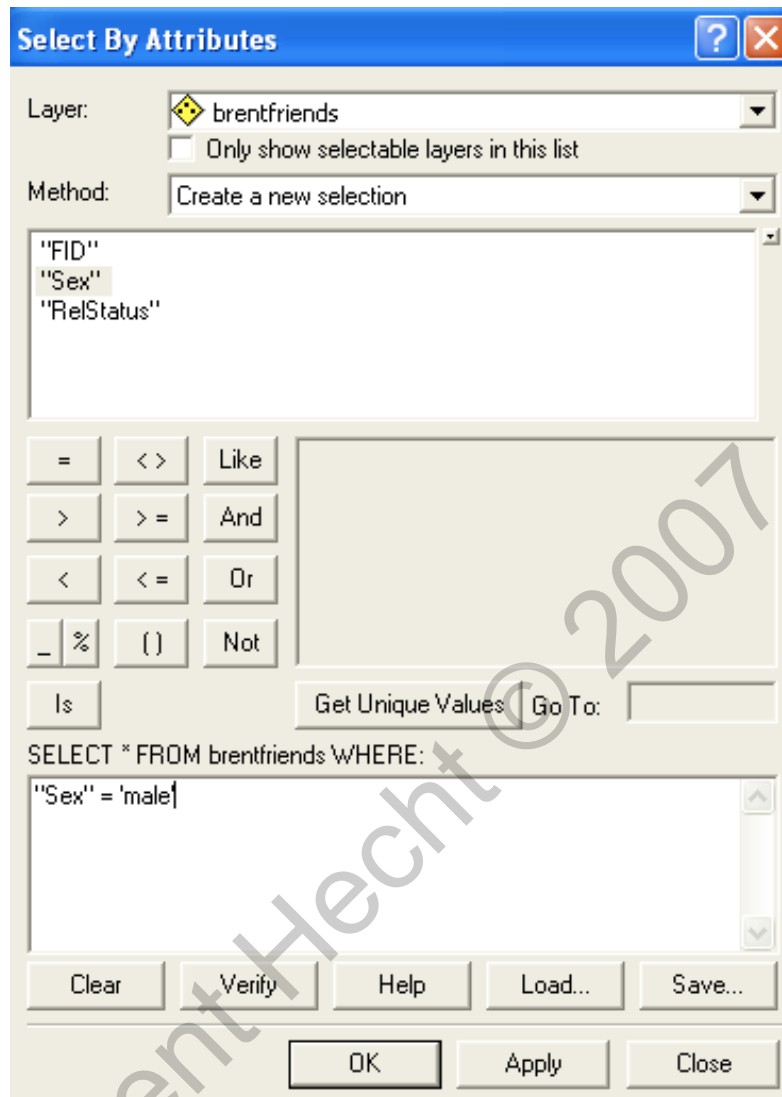 Select By Attributes
Layer: brentfriends
Only show selectable layers in this list
Method: Create a new selection
"FID"
"Sex"
"RelStatus"
= < > Like
> > = And
< < = Or
_ % ( ) Not
Is Get Unique Values Go To:
SELECT * FROM brentfriends WHERE:
"Sex" = 'male'
Clear Verify Help Load... Save...
OK Apply Close
ent Hecht © 2007